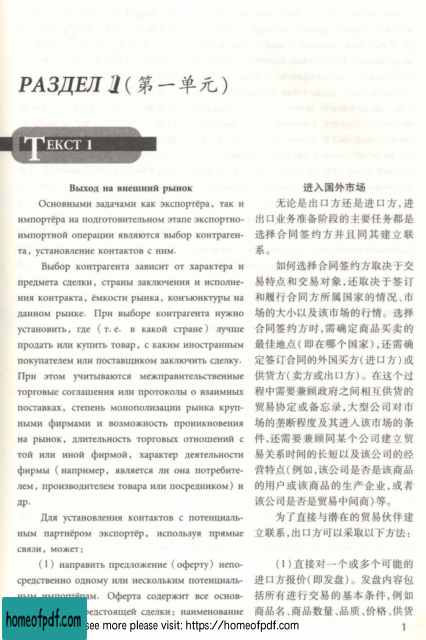 РАЗДЕЛ 1 (第一单元)
ТЕКСТ 1
Выход на внешний рынок
Основными задачами как экспортёра, так и
импортёра на подготовительном этапе экспортно-
импортной операции являются выбор контраген-
та, установление контактов с ним.
Выбор контрагента зависит от характера и
предмета сделки, страны заключения и исполне-
ния контракта, ёмкости рынка, конъюнктуры на
данном рынке. При выборе контрагента нужно
установить, где (т. е. в какой стране) лучше
продать или купить товар, с каким иностранным
покупателем или поставщиком заключить сделку.
При этом учитываются межправительственные
торговые соглашения или протоколы о взаимных
поставках, степень монополизации рынка круп-
ными фирмами и возможность проникновения
на рынок, длительность торговых отношений с
той или иной фирмой, характер деятельности
фирмы (например, является ли она потребите-
лем, производителем товара или посредником) и
др.
Для установления контактов с потенциаль-
ным партнёром экспортёр, используя прямые
связи, может:
(1) направить предложение (оферту) непо-
средственно одному или нескольким потенциаль-
ным импортёрам. Оферта содержит все основ-
предстоящей сделки: наименование
进入国外市场
无论是出口方还是进口方,进
出口业务准备阶段的主要任务都是
选择合同签约方并且同其建立联
系。
如何选择合同签约方取决于交
易特点和交易对象,还取决于签订
和履行合同方所属国家的情况、市
场的大小以及该市场的行情。选择
合同签约方时,需确定商品买卖的
最佳地点(即在哪个国家),还需确
定签订合同的外国买方(进口方)或
供货方(卖方或出口方)。在这个过
程中需要兼顾政府之间相互供货的
贸易协定或备忘录,大型公司对市
场的垄断程度及其进入该市场的条
件,还需要兼顾同某个公司建立贸
易关系时间的长短以及该公司的经
营特点(例如,该公司是否是该商品
的用户或该商品的生产企业,或者
该公司是否是贸易中间商)等。
为了直接与潜在的贸易伙伴建
立联系,出口方可以采取以下方法:
(1)直接对一个或多个可能的
进口方报价(即发盘)。发盘内容包
括所有进行交易的基本条件,例如
商品名、商品数量、品质、价格、供货
homeofpdf.com
see more please visit: https://homeofpdf.com
1